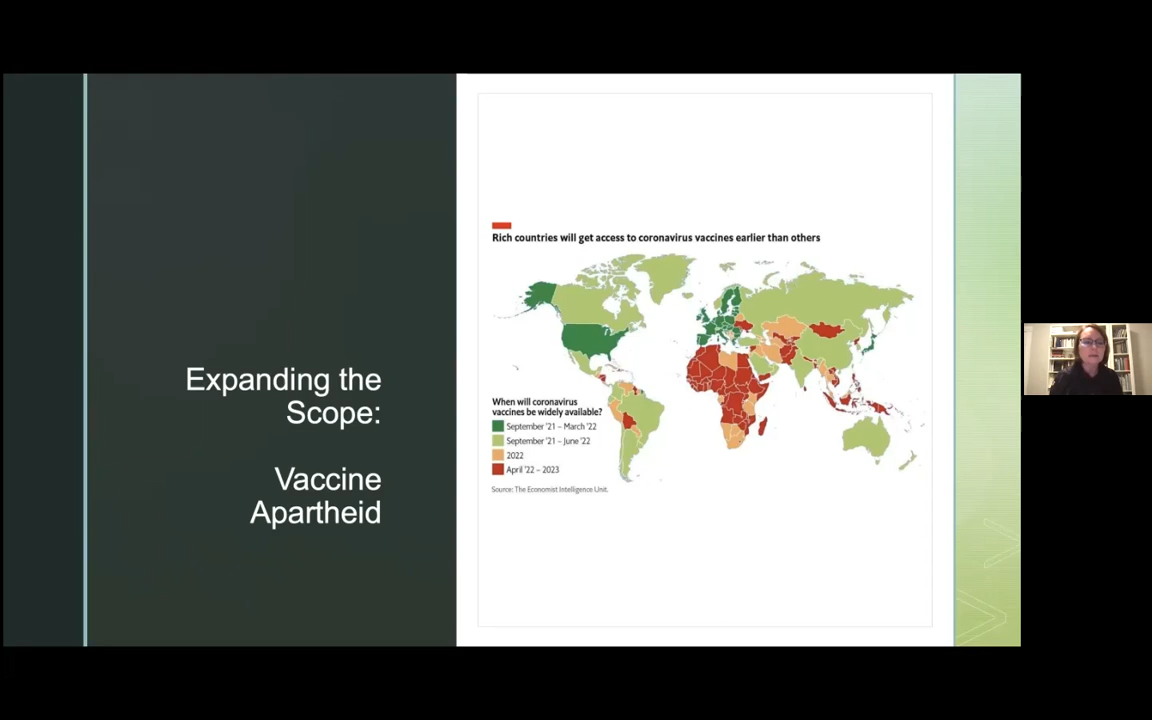 Expanding the
Scope:
Vaccine
Apartheid
Rich countries will get access to coronavirus vaccines earlier than others
When will coronavirus
vaccines be widely available?
September '21 – March '22
September '21 – June '22
2022
April '22 – 2023
Source: The Economist Intelligence Unit.